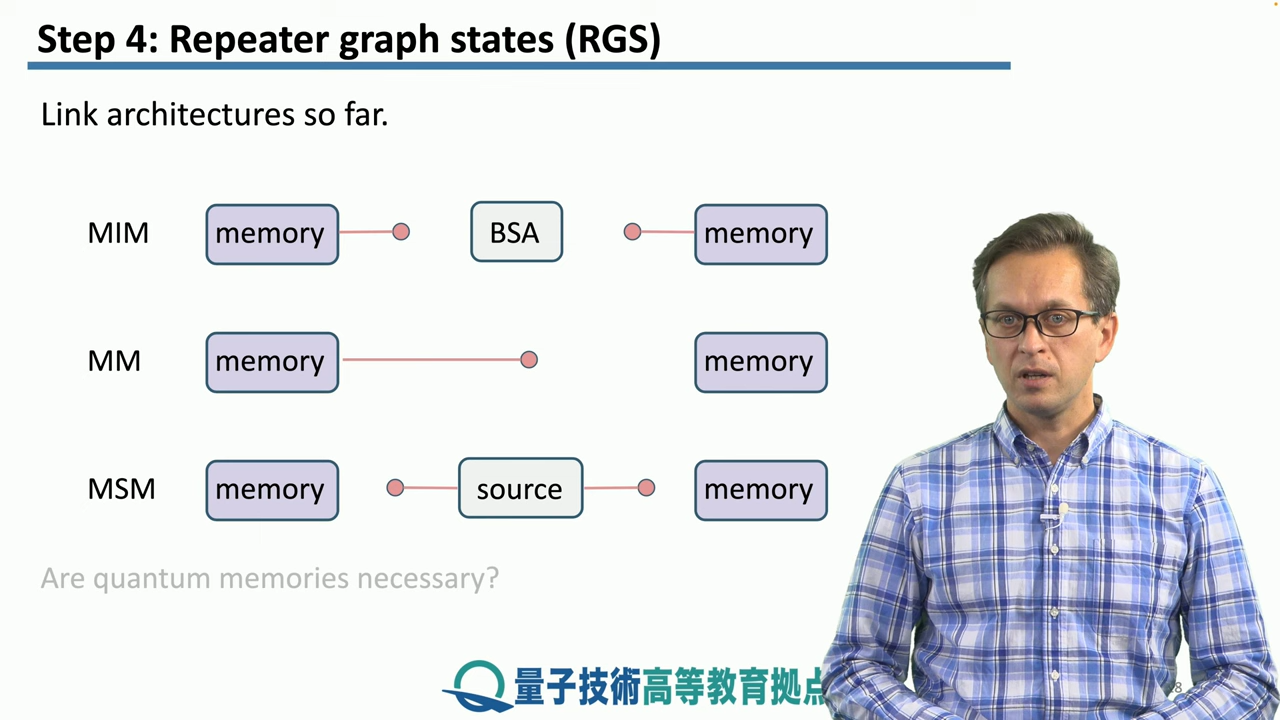 Step 4: Repeater graph states (RGS)
Link architectures so far.
MIM memory BSA memory
MM memory memory
MSM memory source memory
Are quantum memories necessary?
量子技術高等教育拠点